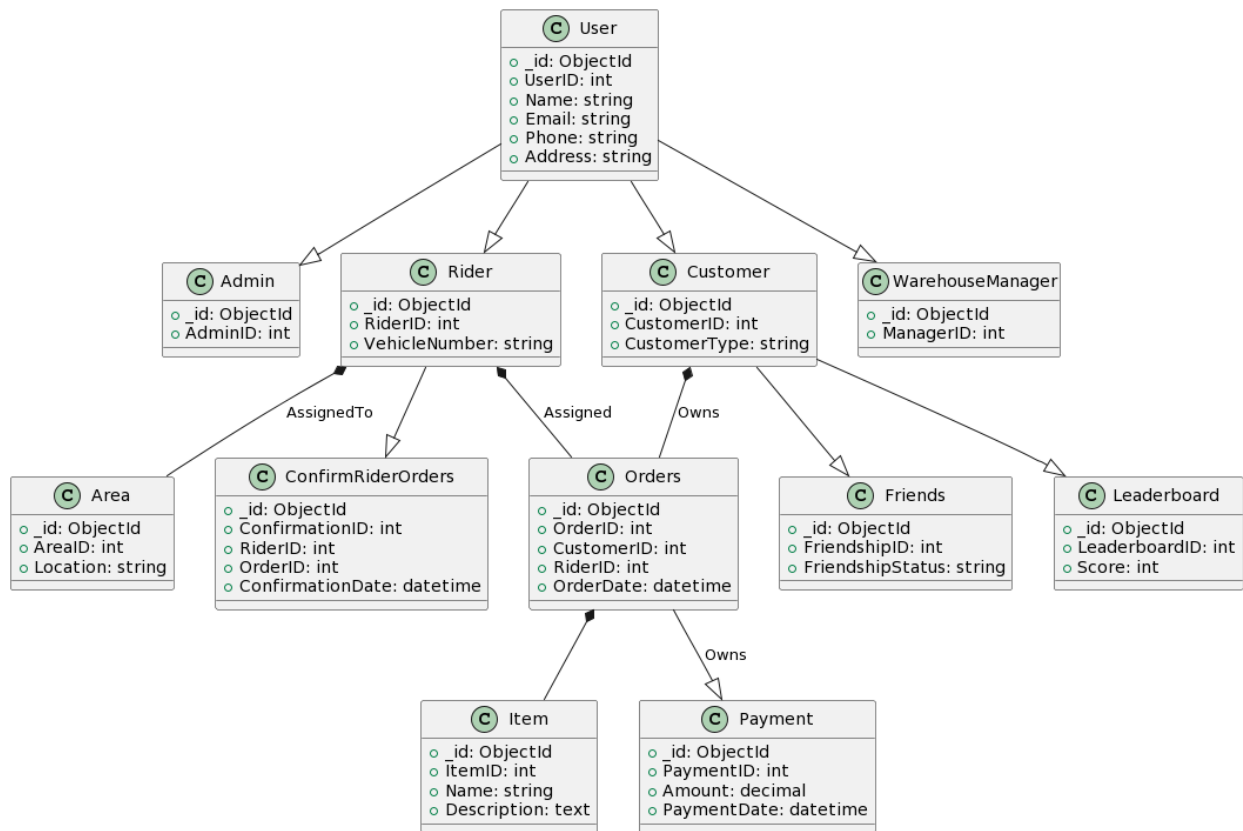 C User
_id: ObjectId
UserID: int
Name: string
Email: string
Phone: string
Address: string
C Admin
_id: ObjectId
AdminID: int
C Rider
_id: ObjectId
RiderID: int
VehicleNumber: string
C Customer
_id: ObjectId
CustomerID: int
CustomerType: string
C WarehouseManager
_id: ObjectId
ManagerID: int
AssignedTo
Assigned
Owns
C Area
_id: ObjectId
AreaID: int
Location: string
C ConfirmRiderOrders
_id: ObjectId
ConfirmationID: int
RiderID: int
OrderID: int
ConfirmationDate: datetime
C Orders
_id: ObjectId
OrderID: int
CustomerID: int
RiderID: int
OrderDate: datetime
C Friends
_id: ObjectId
FriendshipID: int
FriendshipStatus: string
C Leaderboard
_id: ObjectId
LeaderboardID: int
Score: int
Owns
C Item
_id: ObjectId
ItemID: int
Name: string
Description: text
C Payment
_id: ObjectId
PaymentID: int
Amount: decimal
PaymentDate: datetime